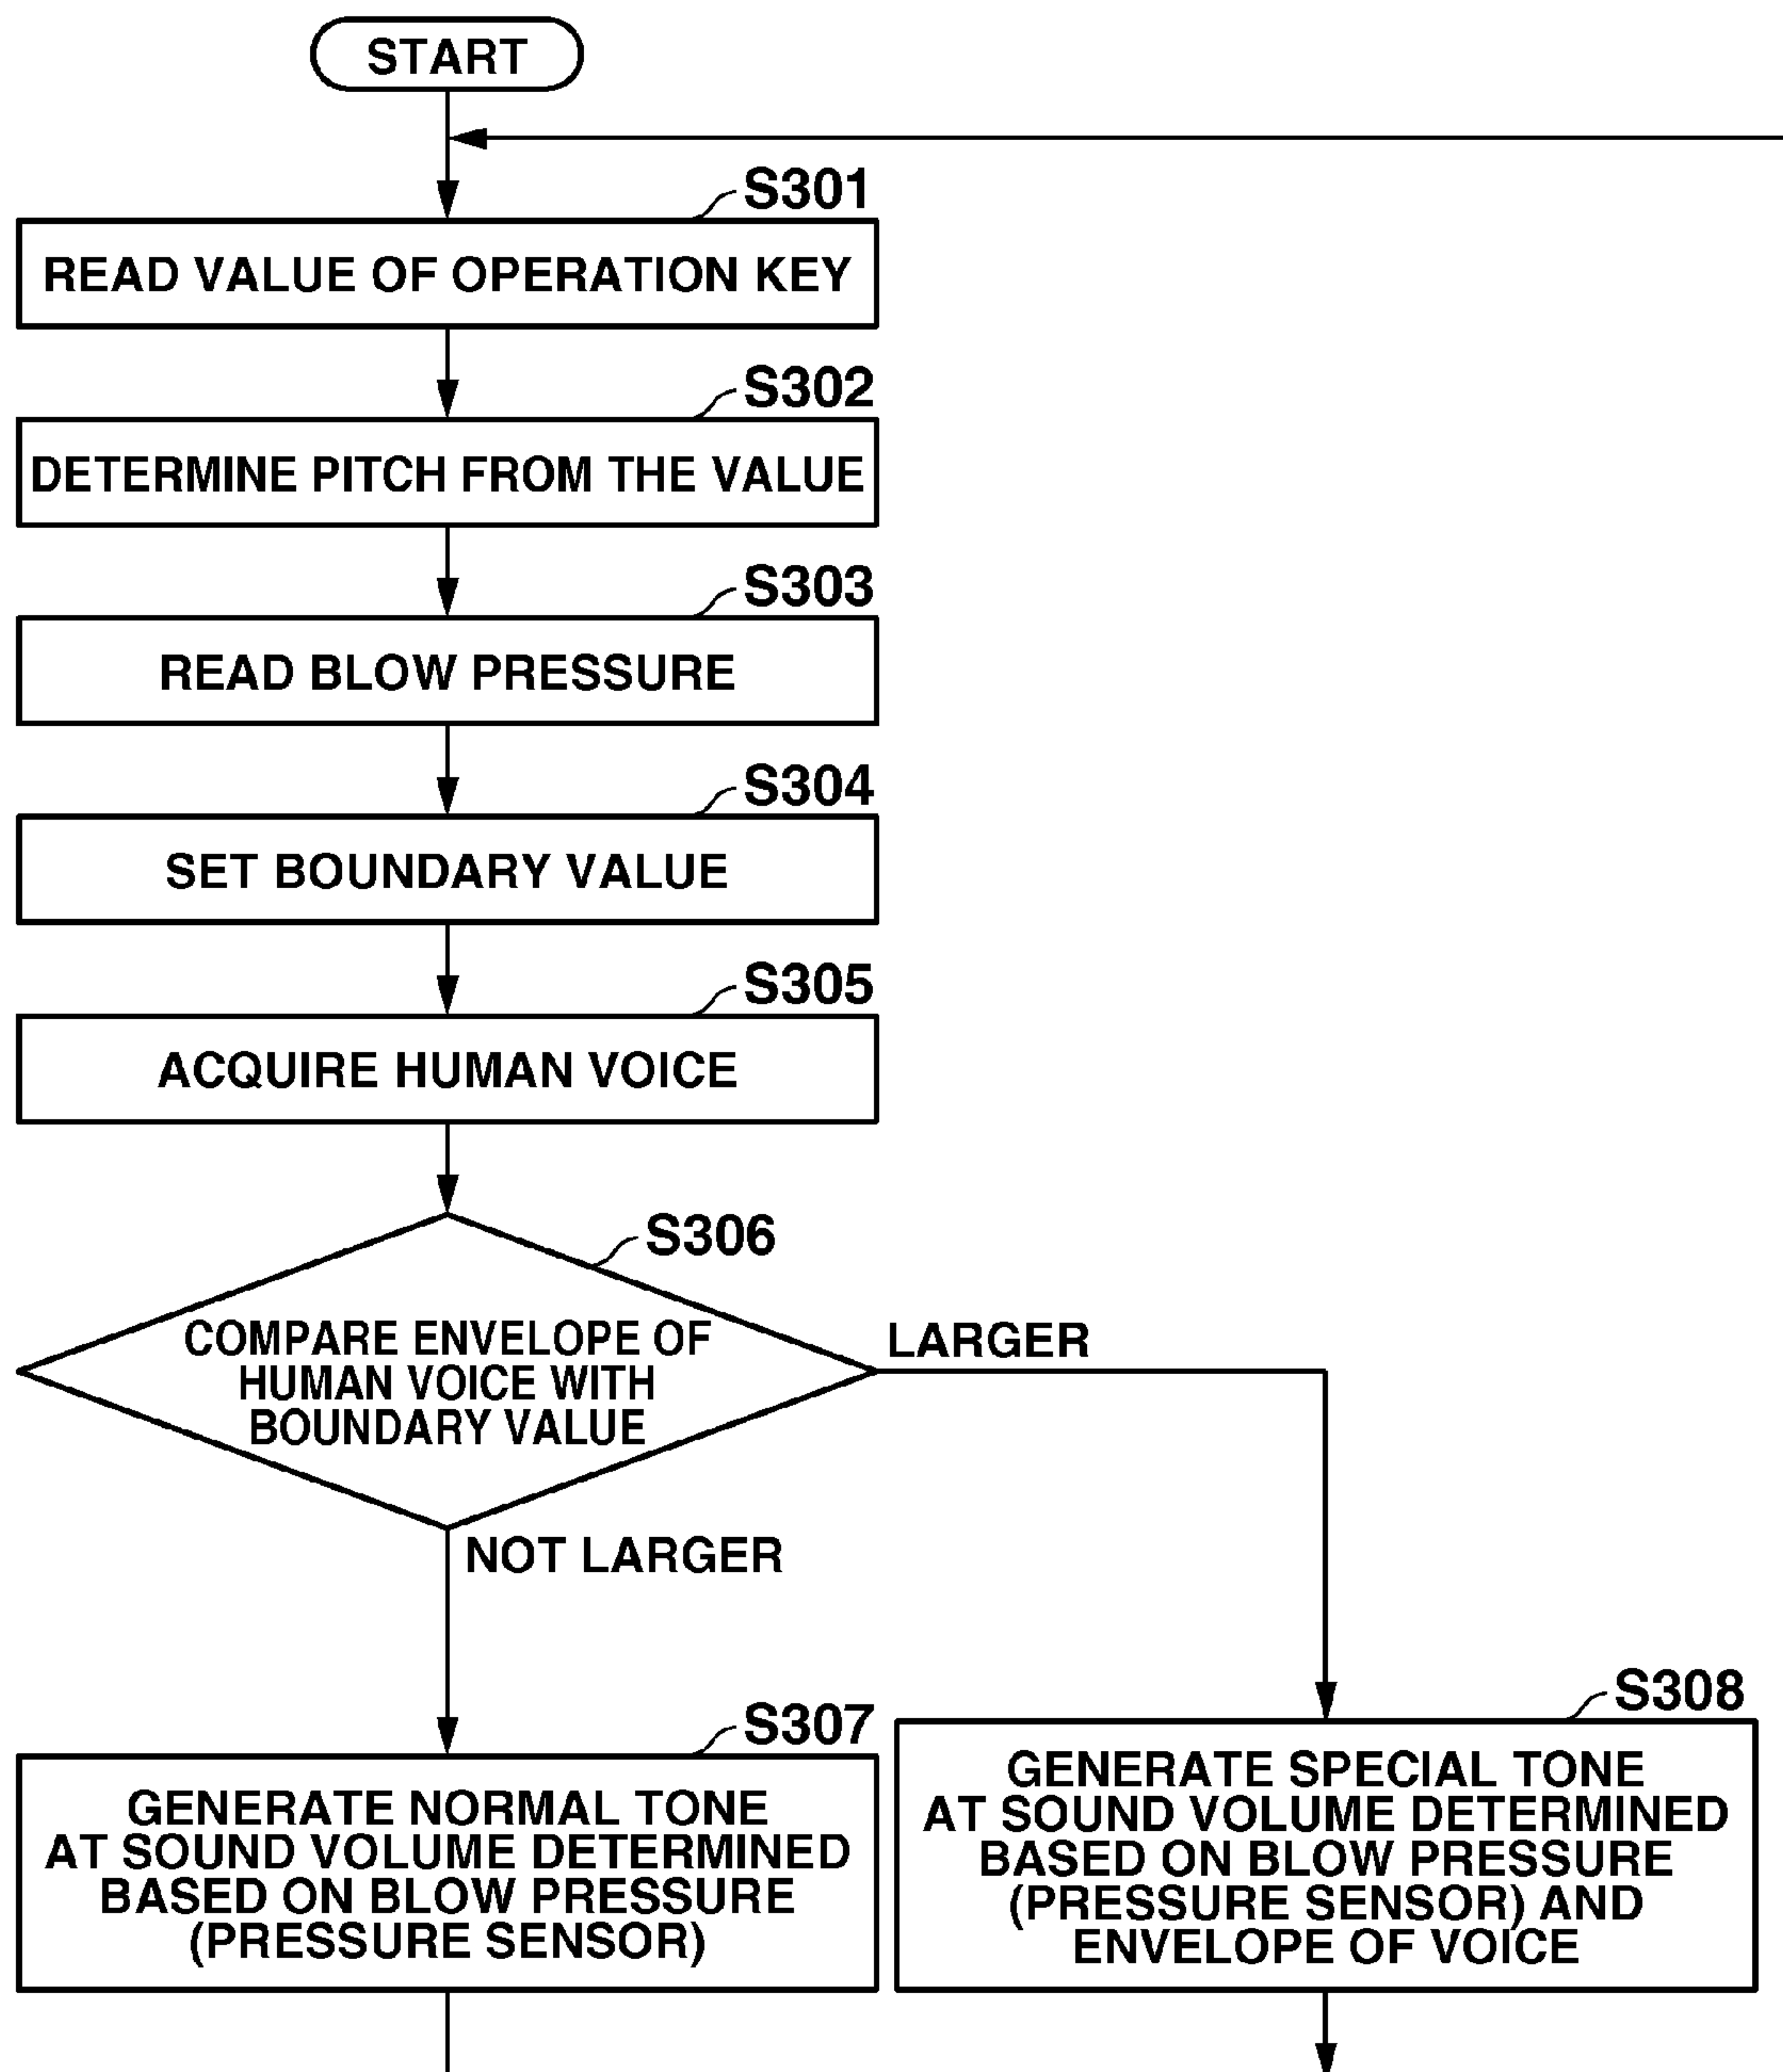 START
S301
READ VALUE OF OPERATION KEY
S302
DETERMINE PITCH FROM THE VALUE
S303
READ BLOW PRESSURE
S304
SET BOUNDARY VALUE
S305
ACQUIRE HUMAN VOICE
S306
COMPARE ENVELOPE OF
HUMAN VOICE WITH
BOUNDARY VALUE
LARGER
NOT LARGER
S307
GENERATE NORMAL TONE
AT SOUND VOLUME DETERMINED
BASED ON BLOW PRESSURE
(PRESSURE SENSOR)
S308
GENERATE SPECIAL TONE
AT SOUND VOLUME DETERMINED
BASED ON BLOW PRESSURE
(PRESSURE SENSOR) AND
ENVELOPE OF VOICE